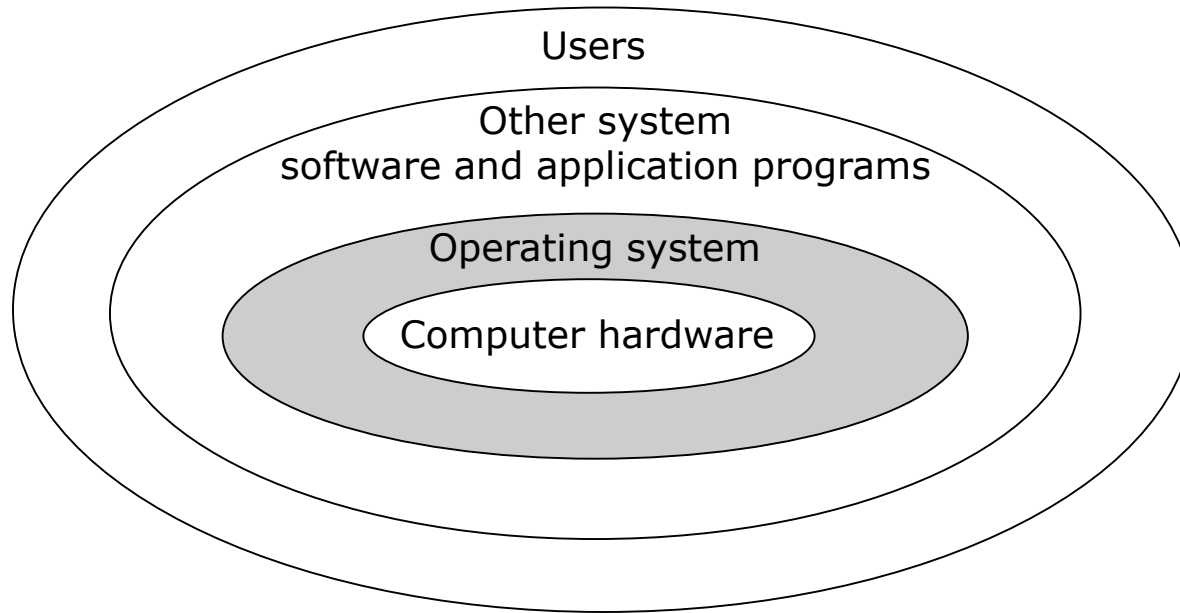 Users
Other system
software and application programs
Operating system
Computer hardware